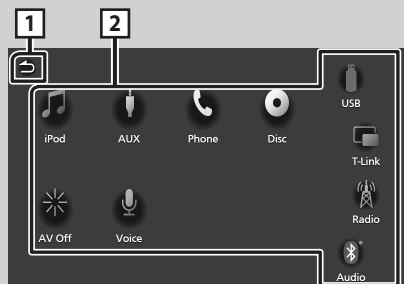 1 2
iPod AUX Phone Disc USB
T-Link
Radio
AV Off Voice
Audio